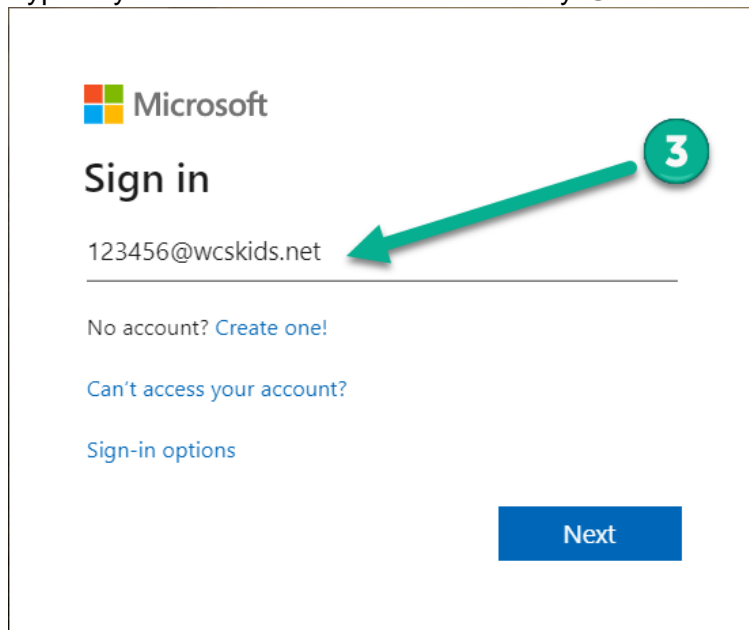 Microsoft
Sign in
3
123456@wcskids.net
No account? Create one!
Can't access your account?
Sign-in options
Next